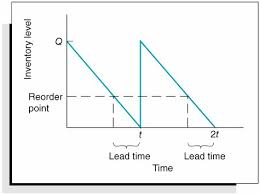 Inventory level
Q
Reorder
point
t
2t
Lead time
Lead time
Time